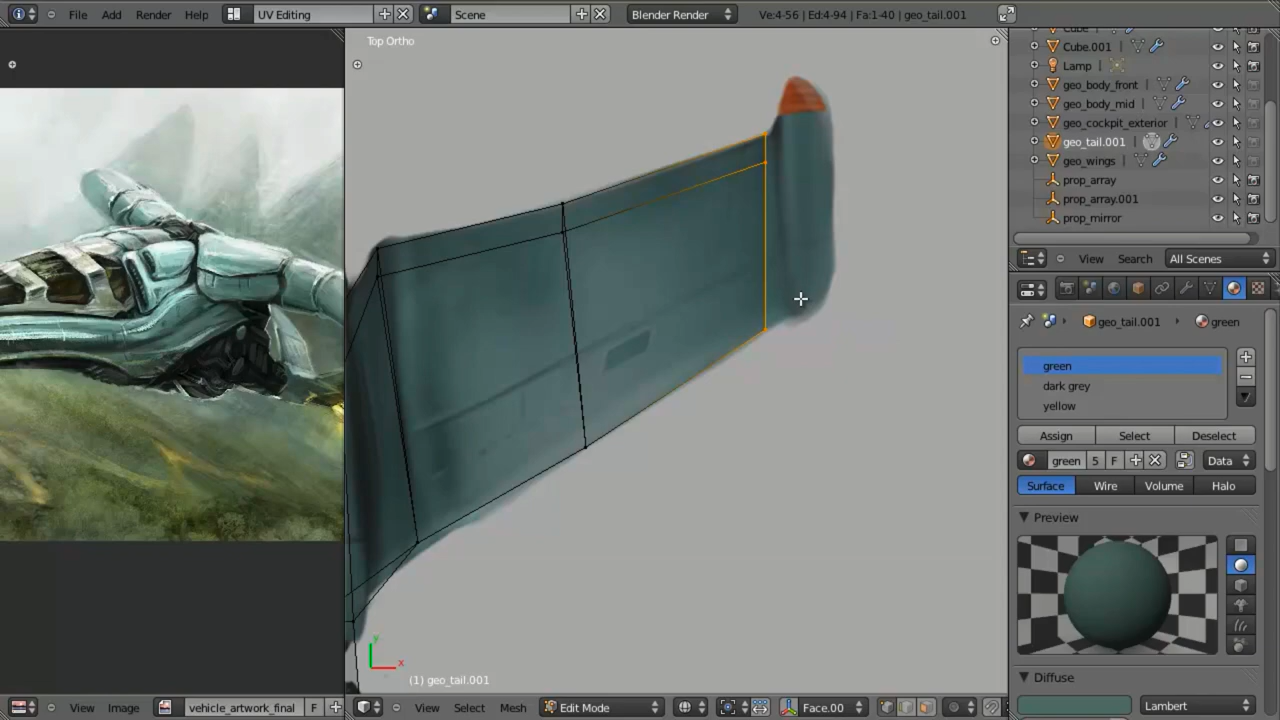 File Add Render Help UV Editing Scene Blender Render Ve:4-56 | Ed:4-94 | Fa:1-40 | geo_tail.001
Top Ortho
Cube
Cube.001
Lamp
geo_body_front
geo_body_mid
geo_cockpit_exterior
geo_tail.001
geo_wings
prop_array
prop_array.001
prop_mirror
View Search All Scenes
geo_tail.001 green
green
dark grey
yellow
Assign Select Deselect
green 5 F Data
Surface Wire Volume Halo
Preview
Diffuse
Lambert
y
x
(1) geo_tail.001
View Image vehicle_artwork_final F View Select Mesh Edit Mode Face.00